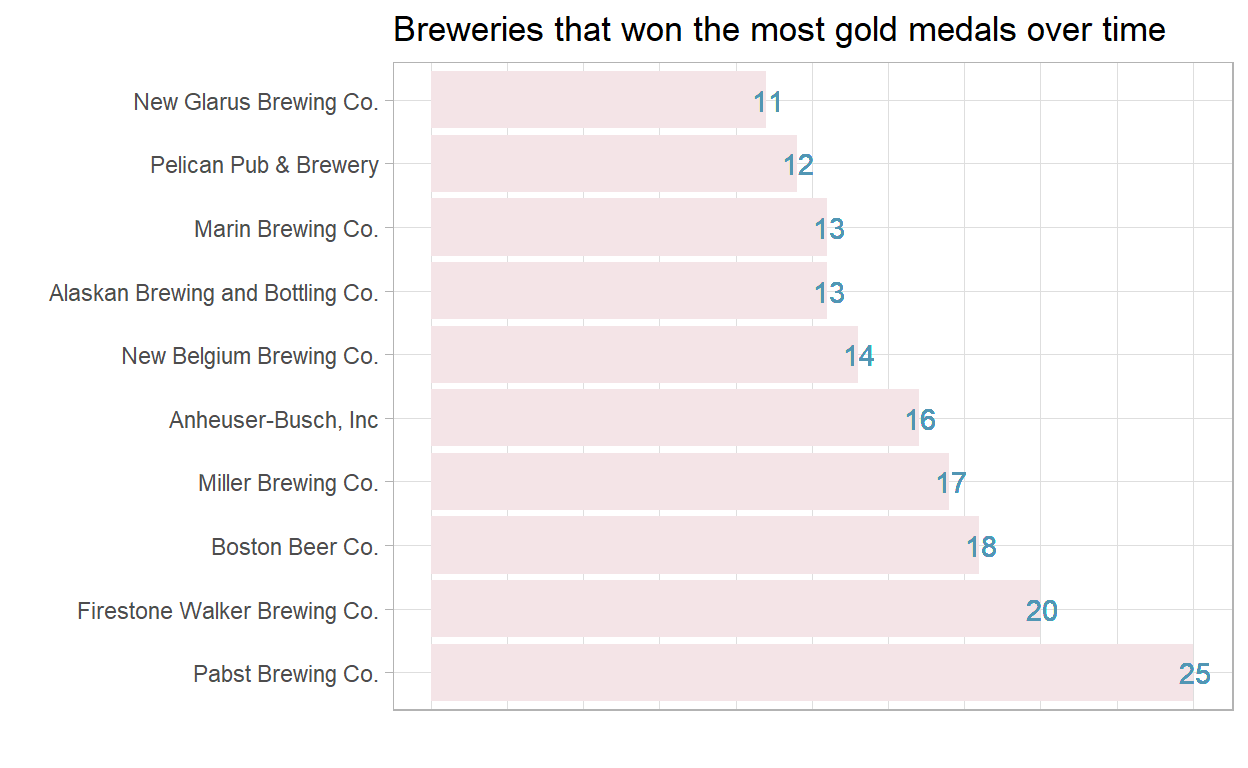 Breweries that won the most gold medals over time
New Glarus Brewing Co. 11
Pelican Pub & Brewery 12
Marin Brewing Co. 13
Alaskan Brewing and Bottling Co. 13
New Belgium Brewing Co. 14
Anheuser-Busch, Inc 16
Miller Brewing Co. 17
Boston Beer Co. 18
Firestone Walker Brewing Co. 20
Pabst Brewing Co. 25